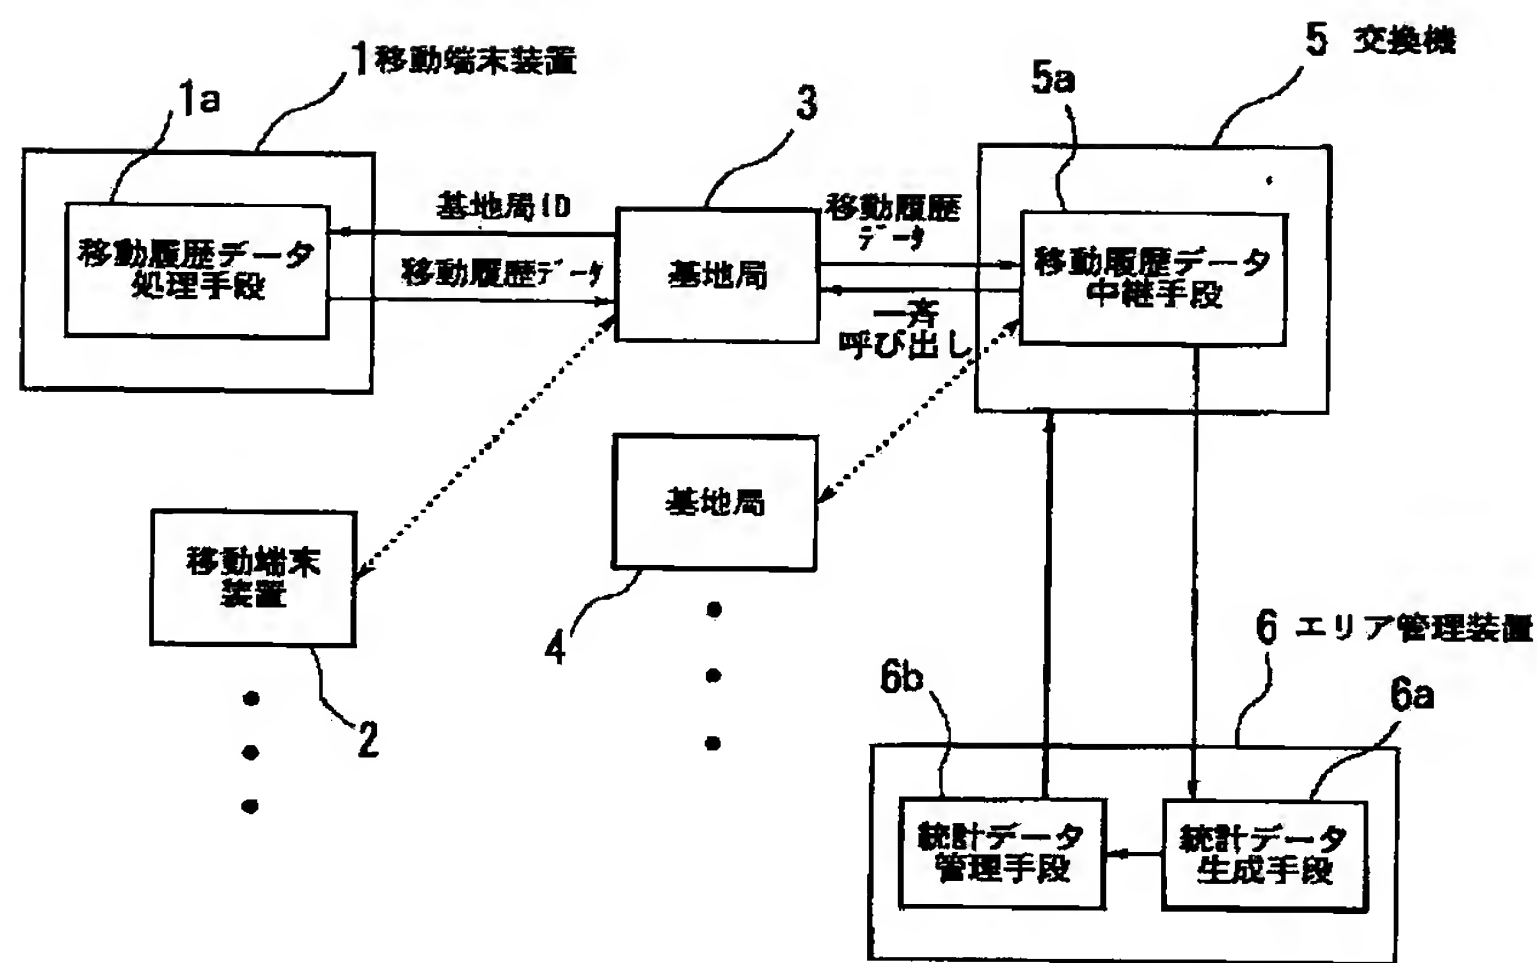 1移動端末装置
1a
3
5 交換機
5a
基地局ID
移動履歴データ
処理手段
移動履歴データ
基地局
移動履歴
データ
移動履歴データ
中継手段
一斉
呼び出し
基地局
4
移動端末
装置
2
6 エリア管理装置
6b
6a
統計データ
管理手段
統計データ
生成手段